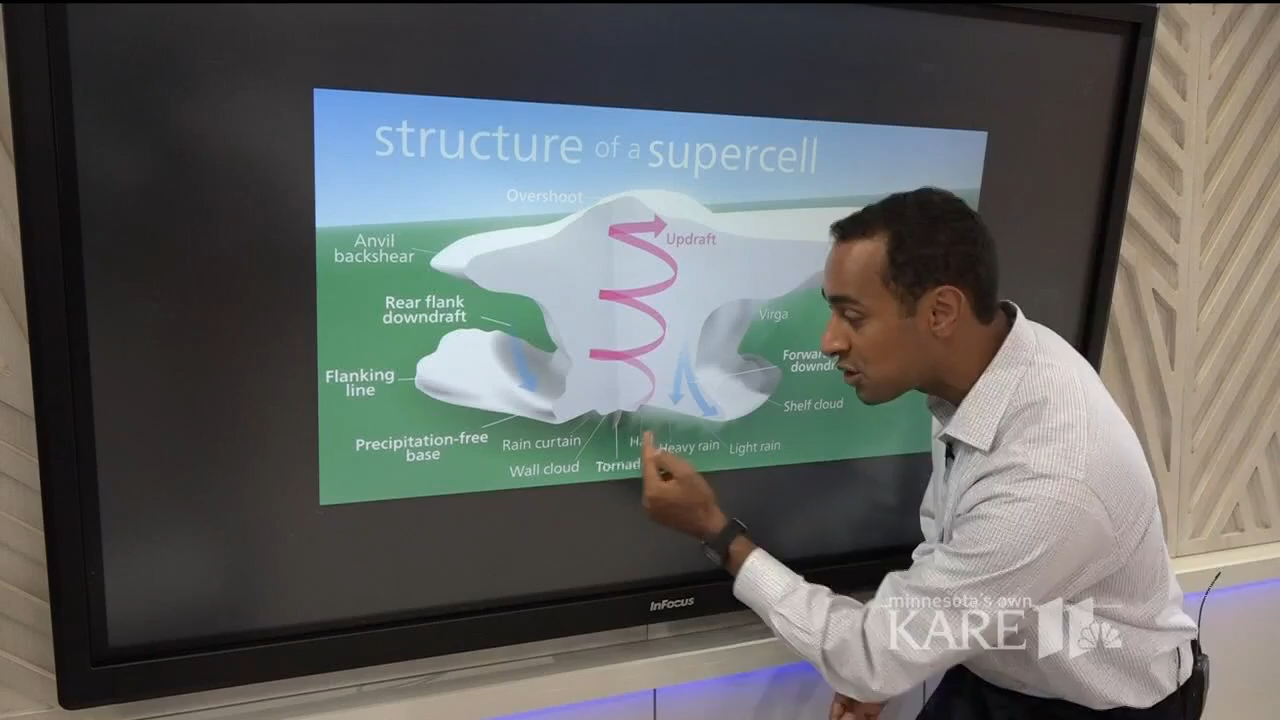 structure of a supercell
Overshoot
Anvil
backshear
Updraft
Rear flank
downdraft
Virga
Flanking
line
Shelf cloud
Precipitation-free
base
Rain curtain
Heavy rain
Light rain
Wall cloud
InFocus
minnesota's own
KARE 11